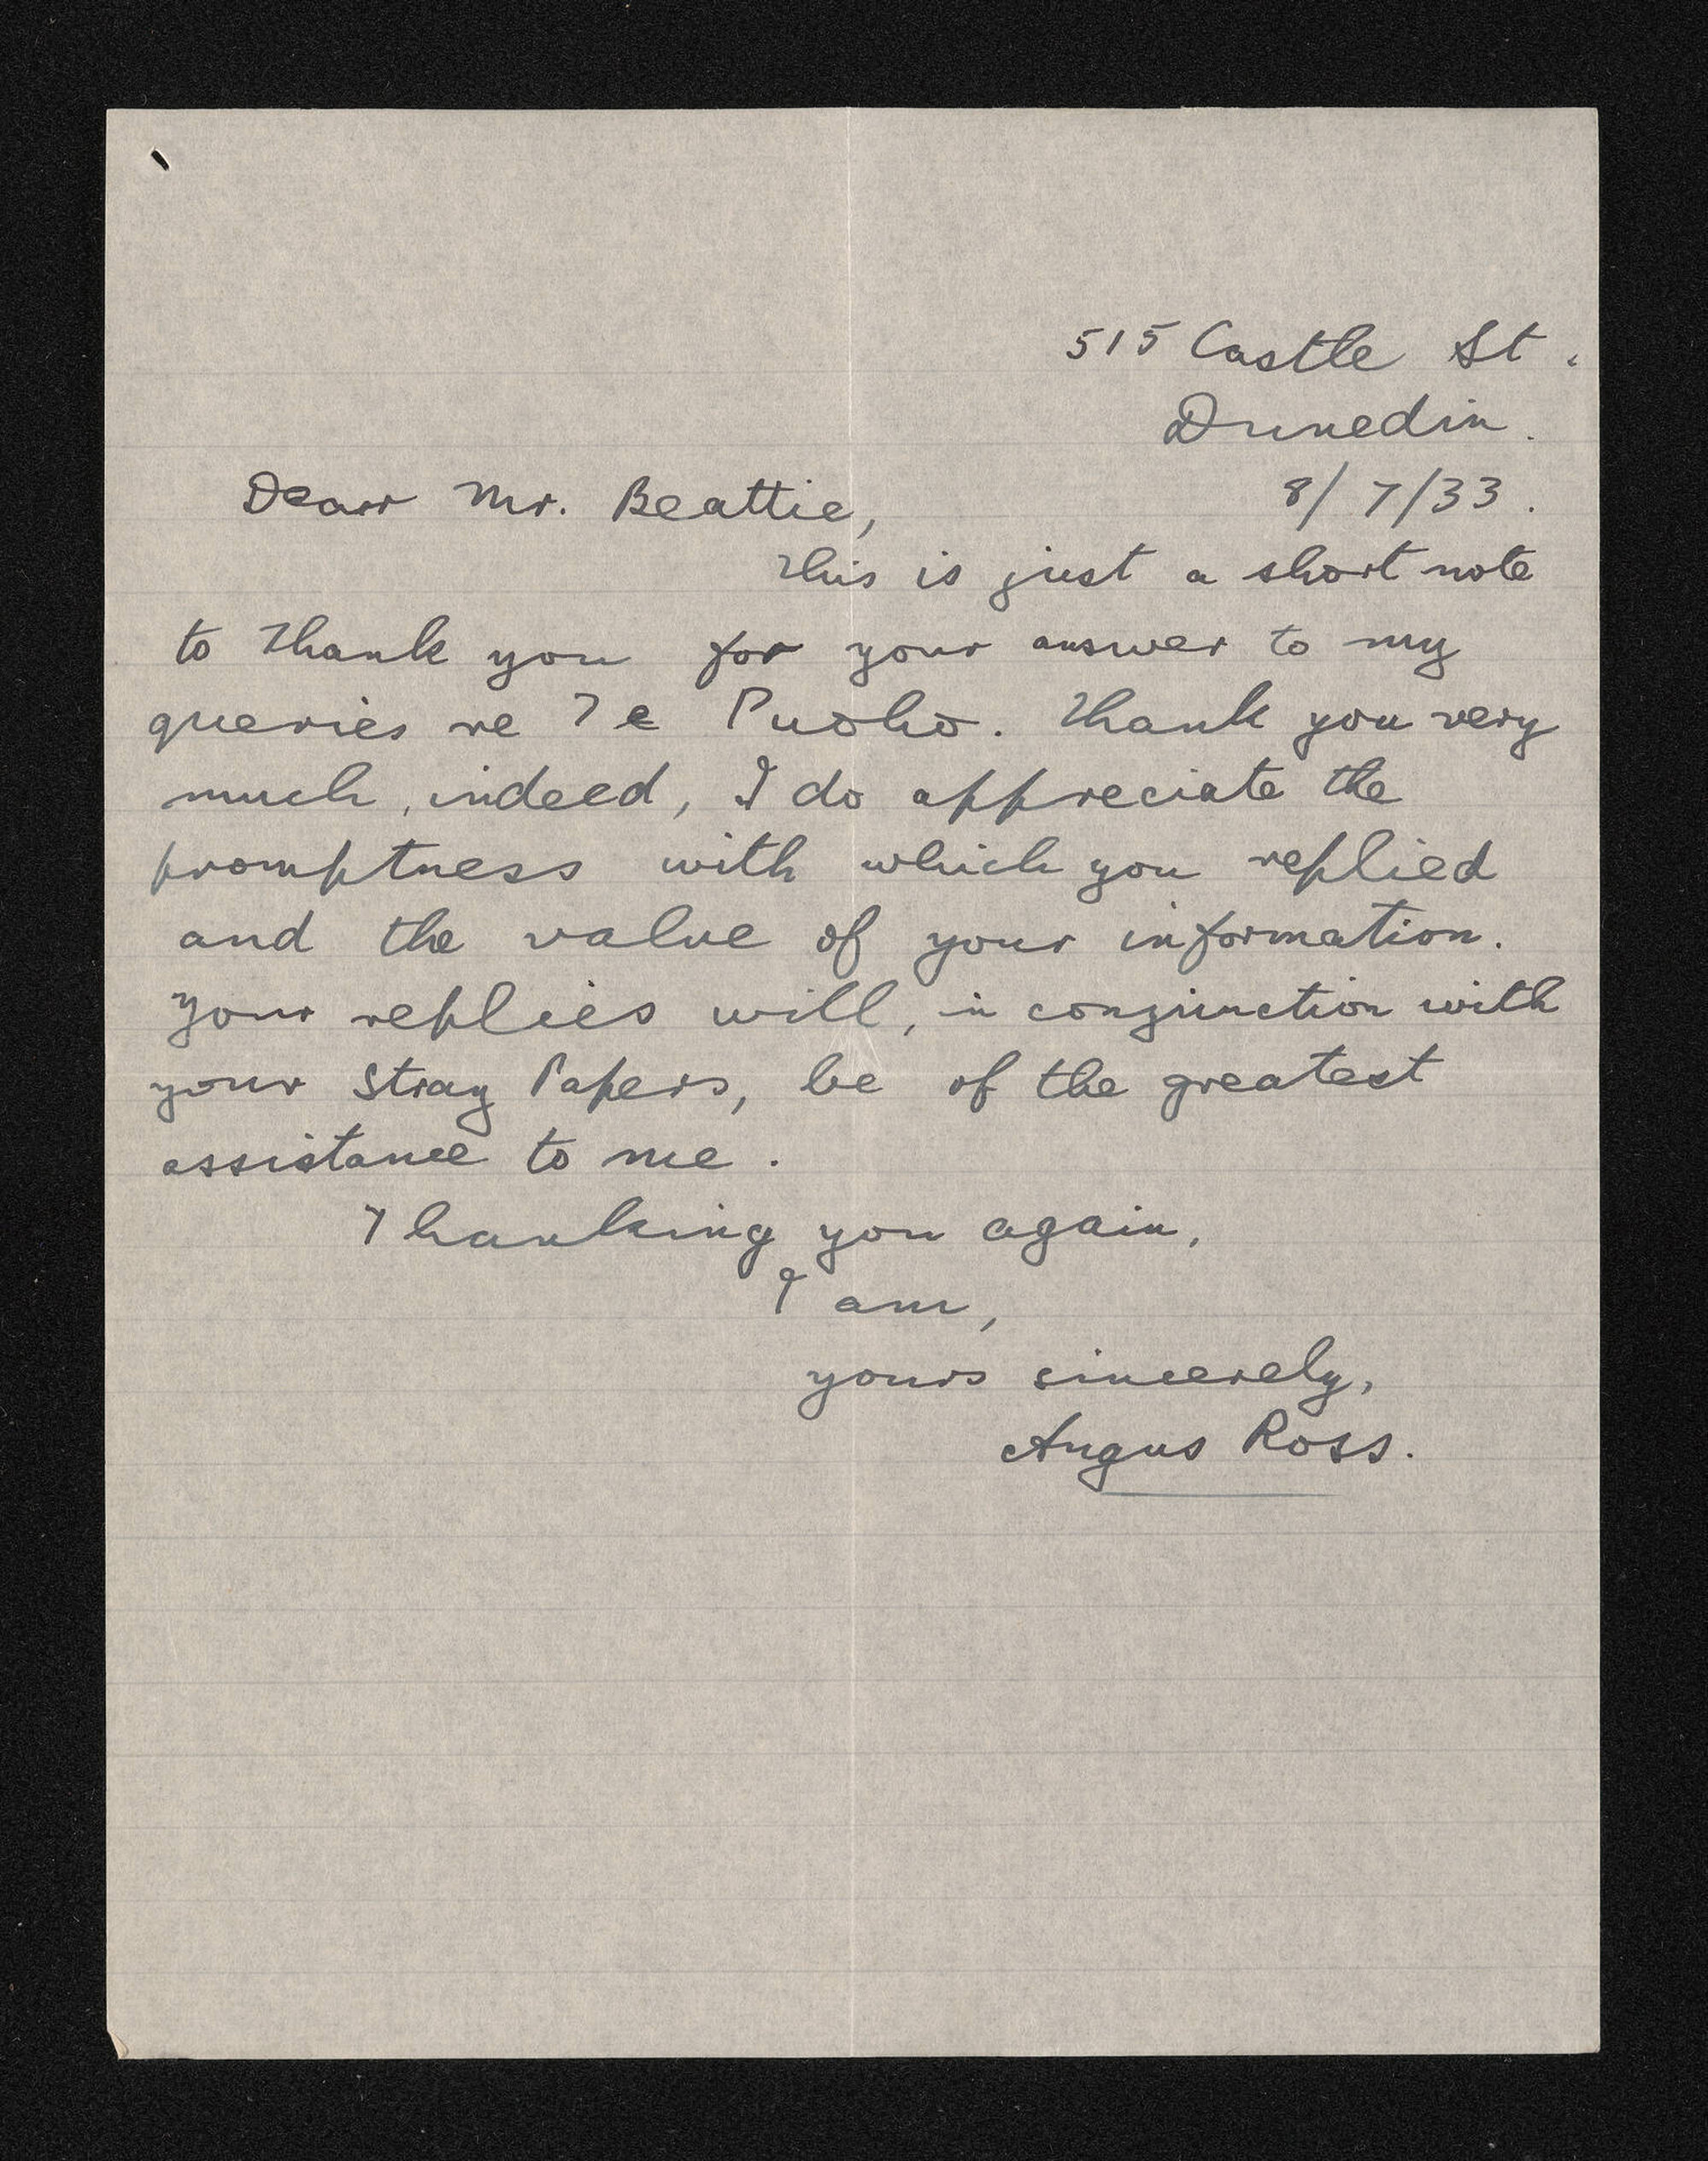 515 Castle St.
Dunedin.
8/7/33.
Dear Mr. Beattie,
This is just a short note
to thank you for your answer to my
queries re Te Puoho. Thank you very
much, indeed, I do appreciate the
promptness with which you replied
and the value of your information.
Your replies will, in conjunction with
your Stray Papers, be of the greatest
assistance to me.
Thanking you again,
I am,
yours sincerely,
Angus Ross.